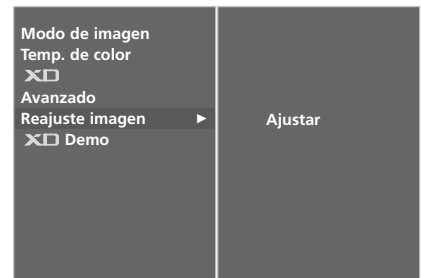 Modo de imagen
Temp. de color
XD
Avanzado
Reajuste imagen ► Ajustar
XD Demo